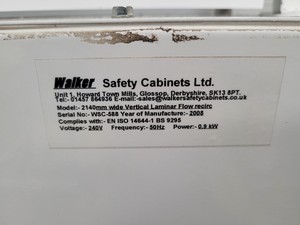 Walker Safety Cabinets Ltd.
Unit 1, Howard Town Mills, Glossop, Derbyshire, SK13 8PT.
Tel:- 01457 864936 E-mail:-sales@walkersafetycabinets.co.uk
Model:- 2140mm wide Vertical Laminar Flow recirc
Serial No:- WSC-588 Year of Manufacture:- 2008
Complies with:- EN ISO 14644-1 BS 9295
Voltage:- 240V Frequency:- 50Hz Power:- 0.9 kW